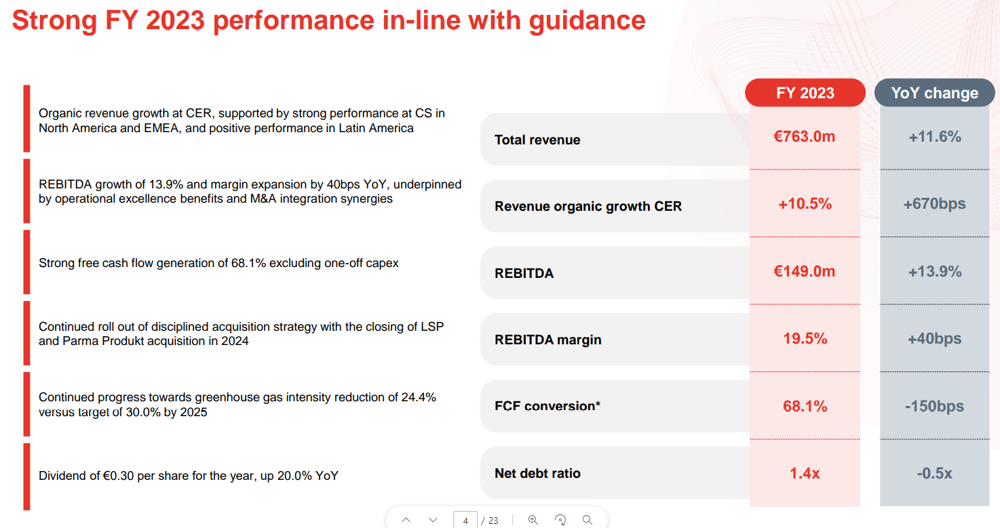 Strong FY 2023 performance in-line with guidance
Organic revenue growth at CER, supported by strong performance at CS in
North America and EMEA, and positive performance in Latin America
REBITDA growth of 13.9% and margin expansion by 40bps YoY, underpinned
by operational excellence benefits and M&A integration synergies
Strong free cash flow generation of 68.1% excluding one-off capex
Continued roll out of disciplined acquisition strategy with the closing of LSP
and Parma Produkt acquisition in 2024
Continued progress towards greenhouse gas intensity reduction of 24.4%
versus target of 30.0% by 2025
Dividend of €0.30 per share for the year, up 20.0% YoY
FY 2023 YoY change
Total revenue €763.0m +11.6%
Revenue organic growth CER +10.5% +670bps
REBITDA €149.0m +13.9%
REBITDA margin 19.5% +40bps
FCF conversion* 68.1% -150bps
Net debt ratio 1.4x -0.5x
4 / 23